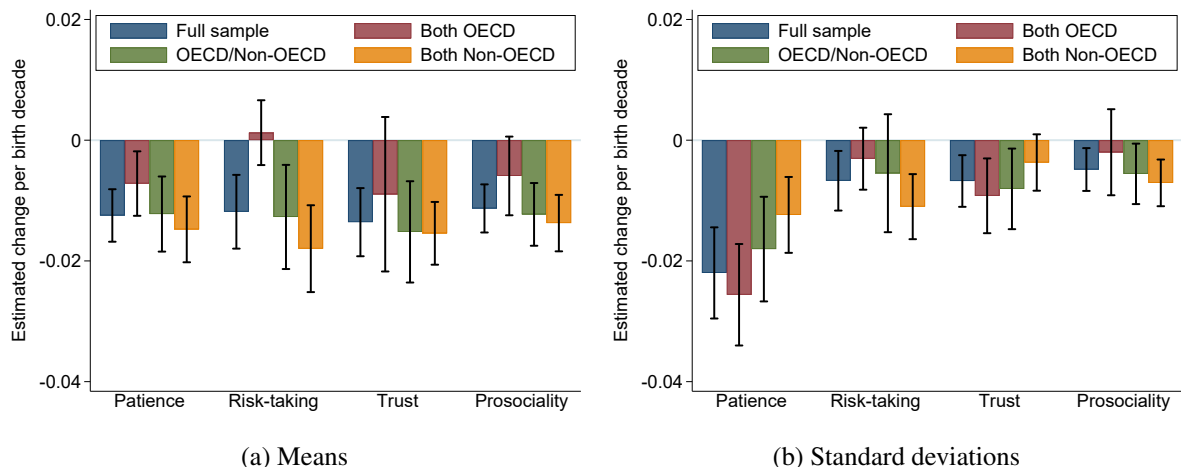 0.02
Full sample
Both OECD
OECD/Non-OECD
Both Non-OECD
0
-0.02
-0.04
Estimated change per birth decade
Patience
Risk-taking
Trust
Prosociality
(a) Means
0.02
Full sample
Both OECD
OECD/Non-OECD
Both Non-OECD
0
-0.02
-0.04
Estimated change per birth decade
Patience
Risk-taking
Trust
Prosociality
(b) Standard deviations